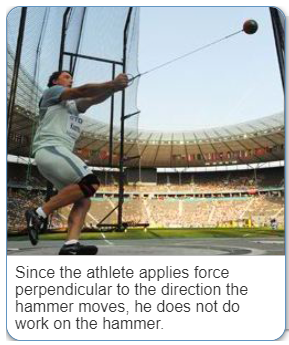 Since the athlete applies force
perpendicular to the direction the
hammer moves, he does not do
work on the hammer.